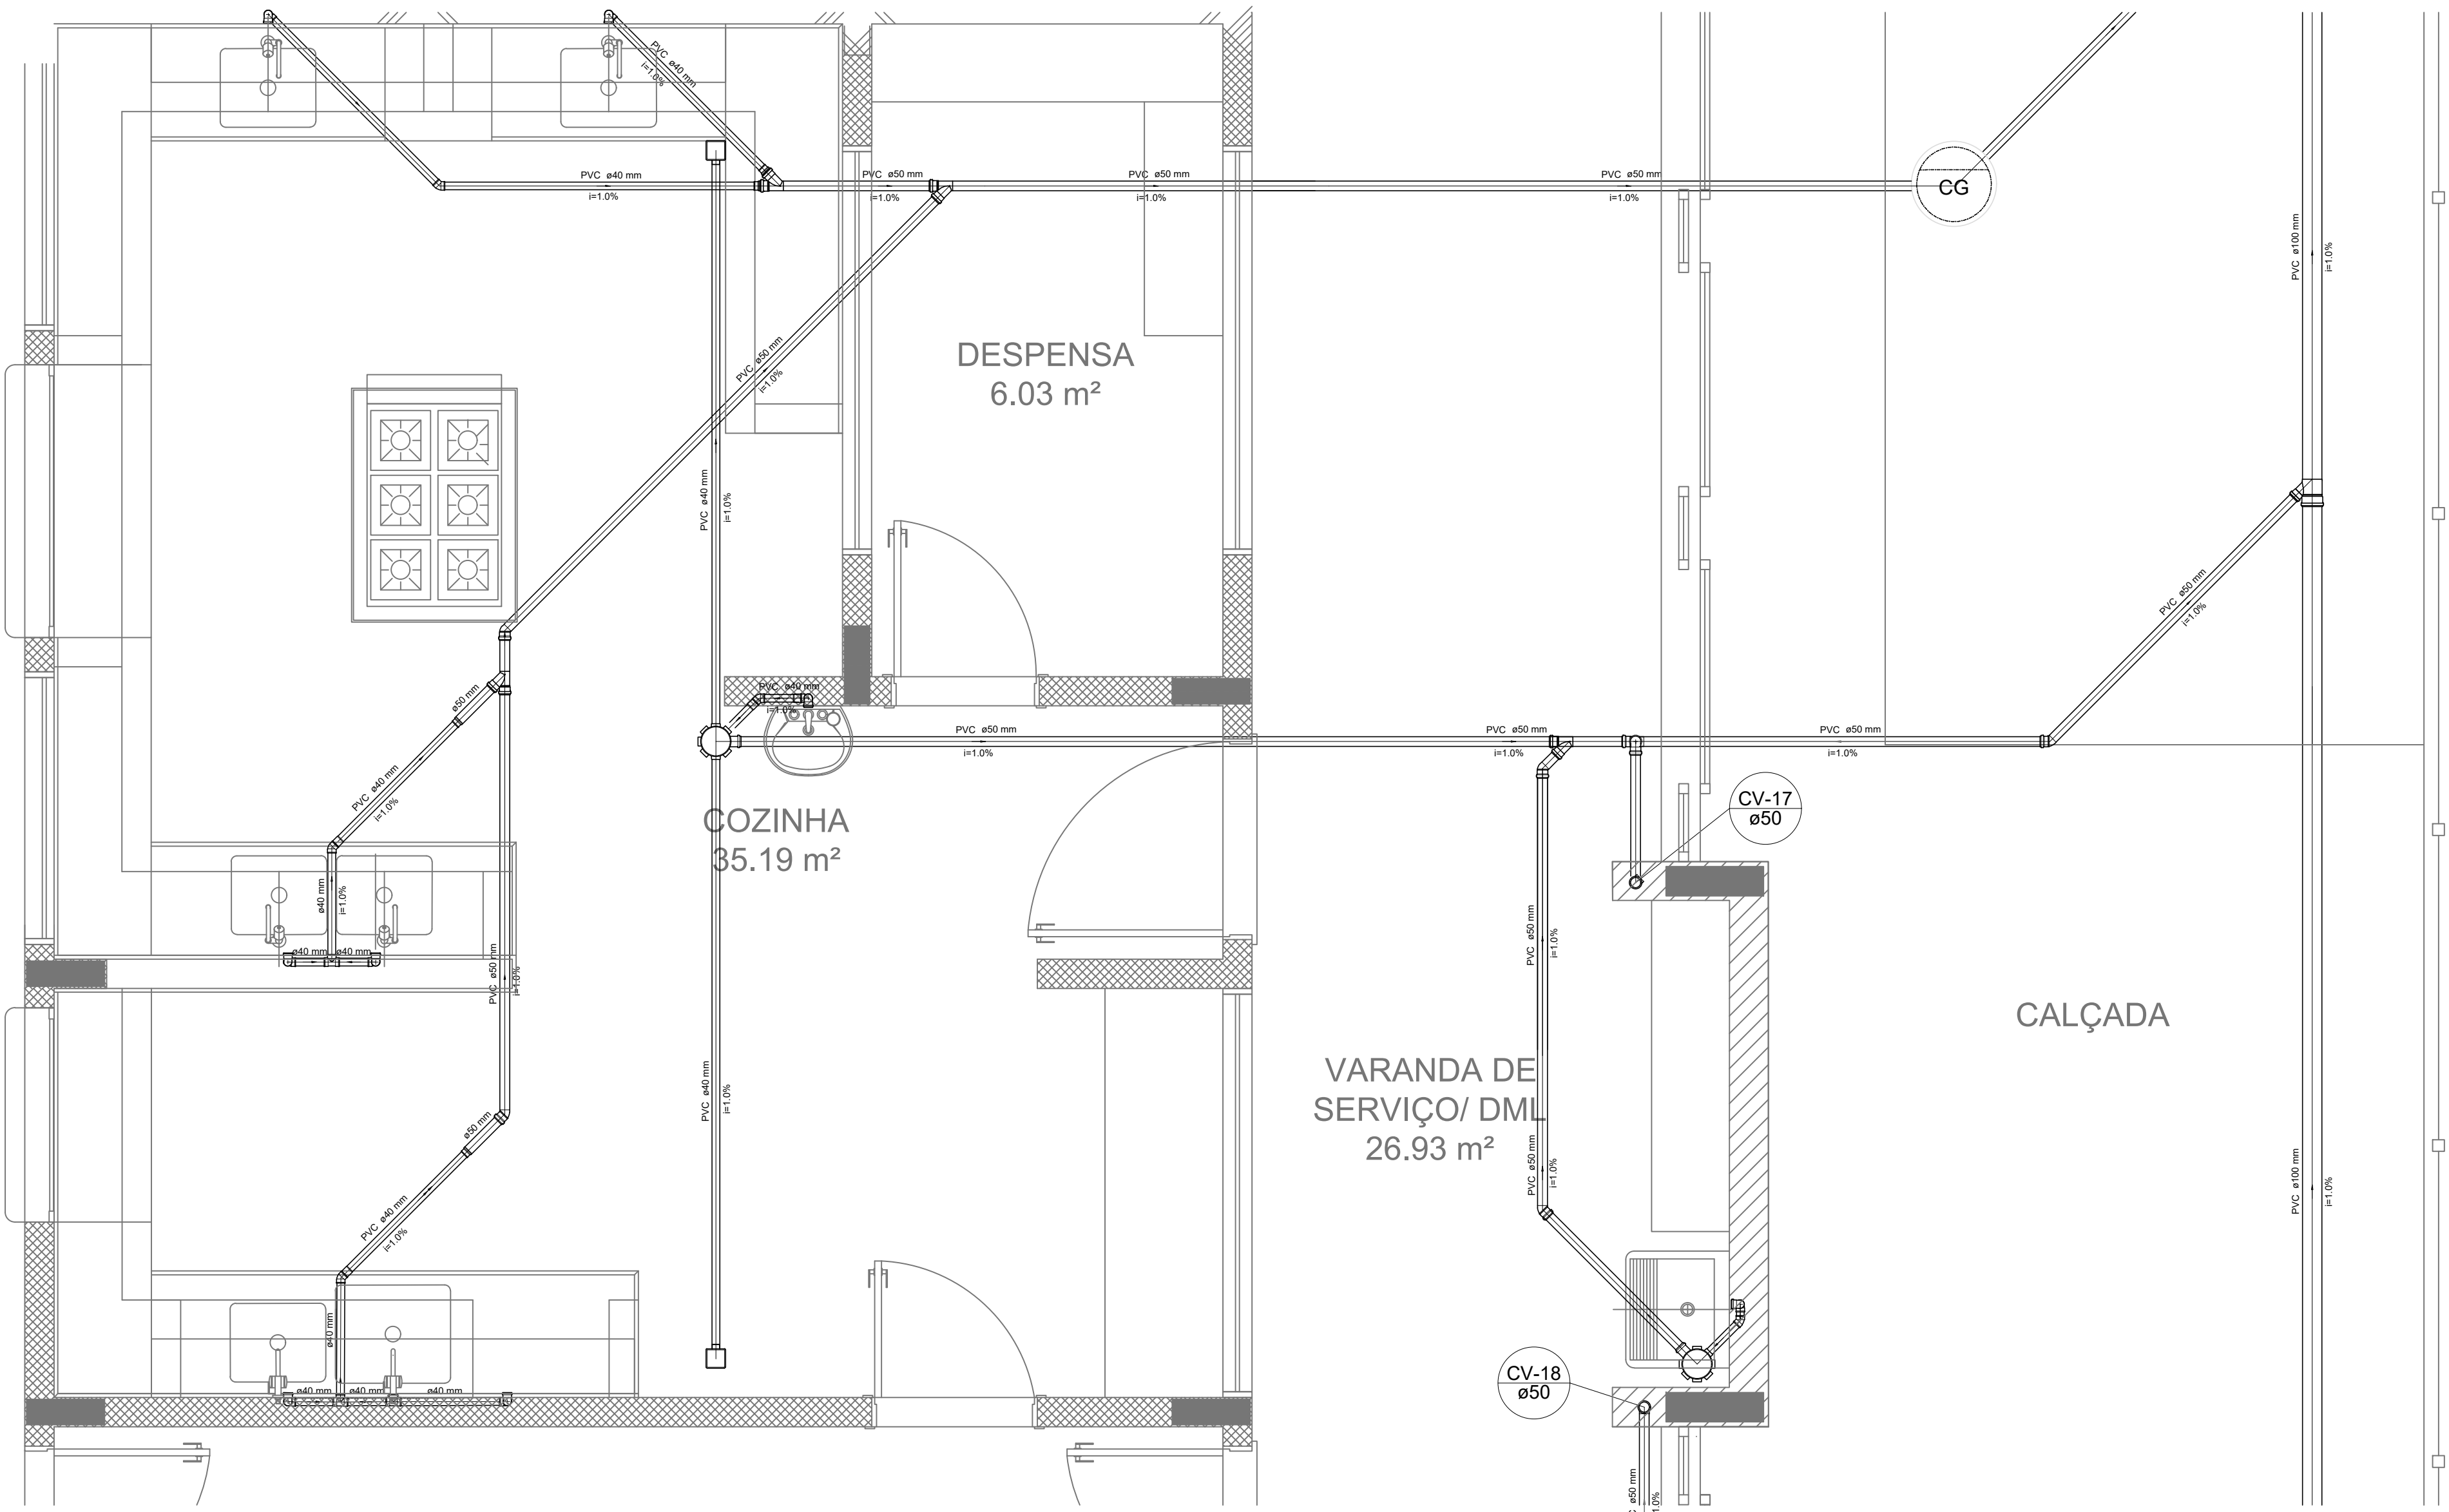 PVC ø40 mm
i=1.0%
PVC ø40 mm
i=1.0%
PVC ø50 mm
i=1.0%
PVC ø50 mm
i=1.0%
PVC ø50 mm
i=1.0%
CG
PVC ø100 mm
i=1.0%
DESPENSA
6.03 m²
PVC ø50 mm
i=1.0%
PVC ø40 mm
i=1.0%
PVC ø50 mm
i=1.0%
ø50 mm
PVC ø40 mm
i=1.0%
PVC ø40 mm
i=1.0%
PVC ø50 mm
i=1.0%
PVC ø50 mm
i=1.0%
PVC ø50 mm
i=1.0%
COZINHA
35.19 m²
CV-17
ø50
ø40 mm
i=1.0%
ø40 mm
ø40 mm
PVC ø50 mm
i=1.0%
PVC ø50 mm
i=1.0%
CALÇADA
VARANDA DE
SERVIÇO/ DML
26.93 m²
PVC ø40 mm
i=1.0%
ø50 mm
PVC ø40 mm
i=1.0%
PVC ø50 mm
i=1.0%
PVC ø100 mm
i=1.0%
ø40 mm
ø40 mm
ø40 mm
ø40 mm
CV-18
ø50
ø50 mm
1.0%